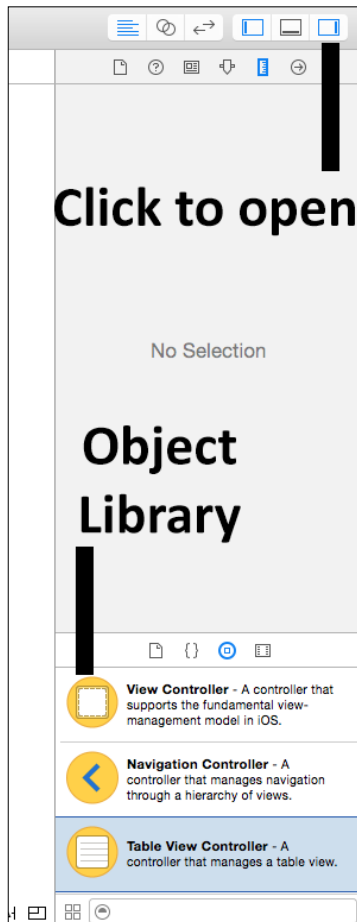 Click to open
No Selection
Object
Library
{}
View Controller - A controller that
supports the fundamental view-
management model in iOS.
Navigation Controller - A
controller that manages navigation
through a hierarchy of views.
Table View Controller - A
controller that manages a table view.